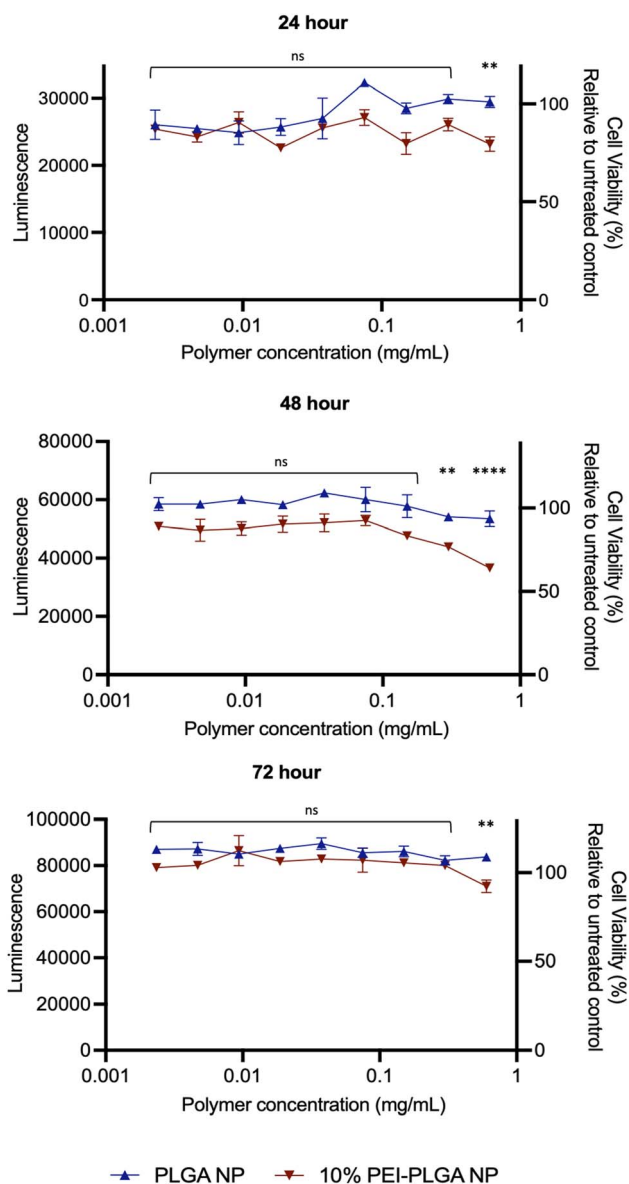 24 hour
ns
**
30000
20000
10000
0
Luminescence
100
50
0
Cell Viability (%)
Relative to untreated control
0.001
0.01
0.1
1
Polymer concentration (mg/mL)
48 hour
ns
**
****
80000
60000
40000
20000
0
Luminescence
100
50
0
Cell Viability (%)
Relative to untreated control
0.001
0.01
0.1
1
Polymer concentration (mg/mL)
72 hour
ns
**
100000
80000
60000
40000
20000
0
Luminescence
100
50
0
Cell Viability (%)
Relative to untreated control
0.001
0.01
0.1
1
Polymer concentration (mg/mL)
PLGA NP
10% PEI-PLGA NP